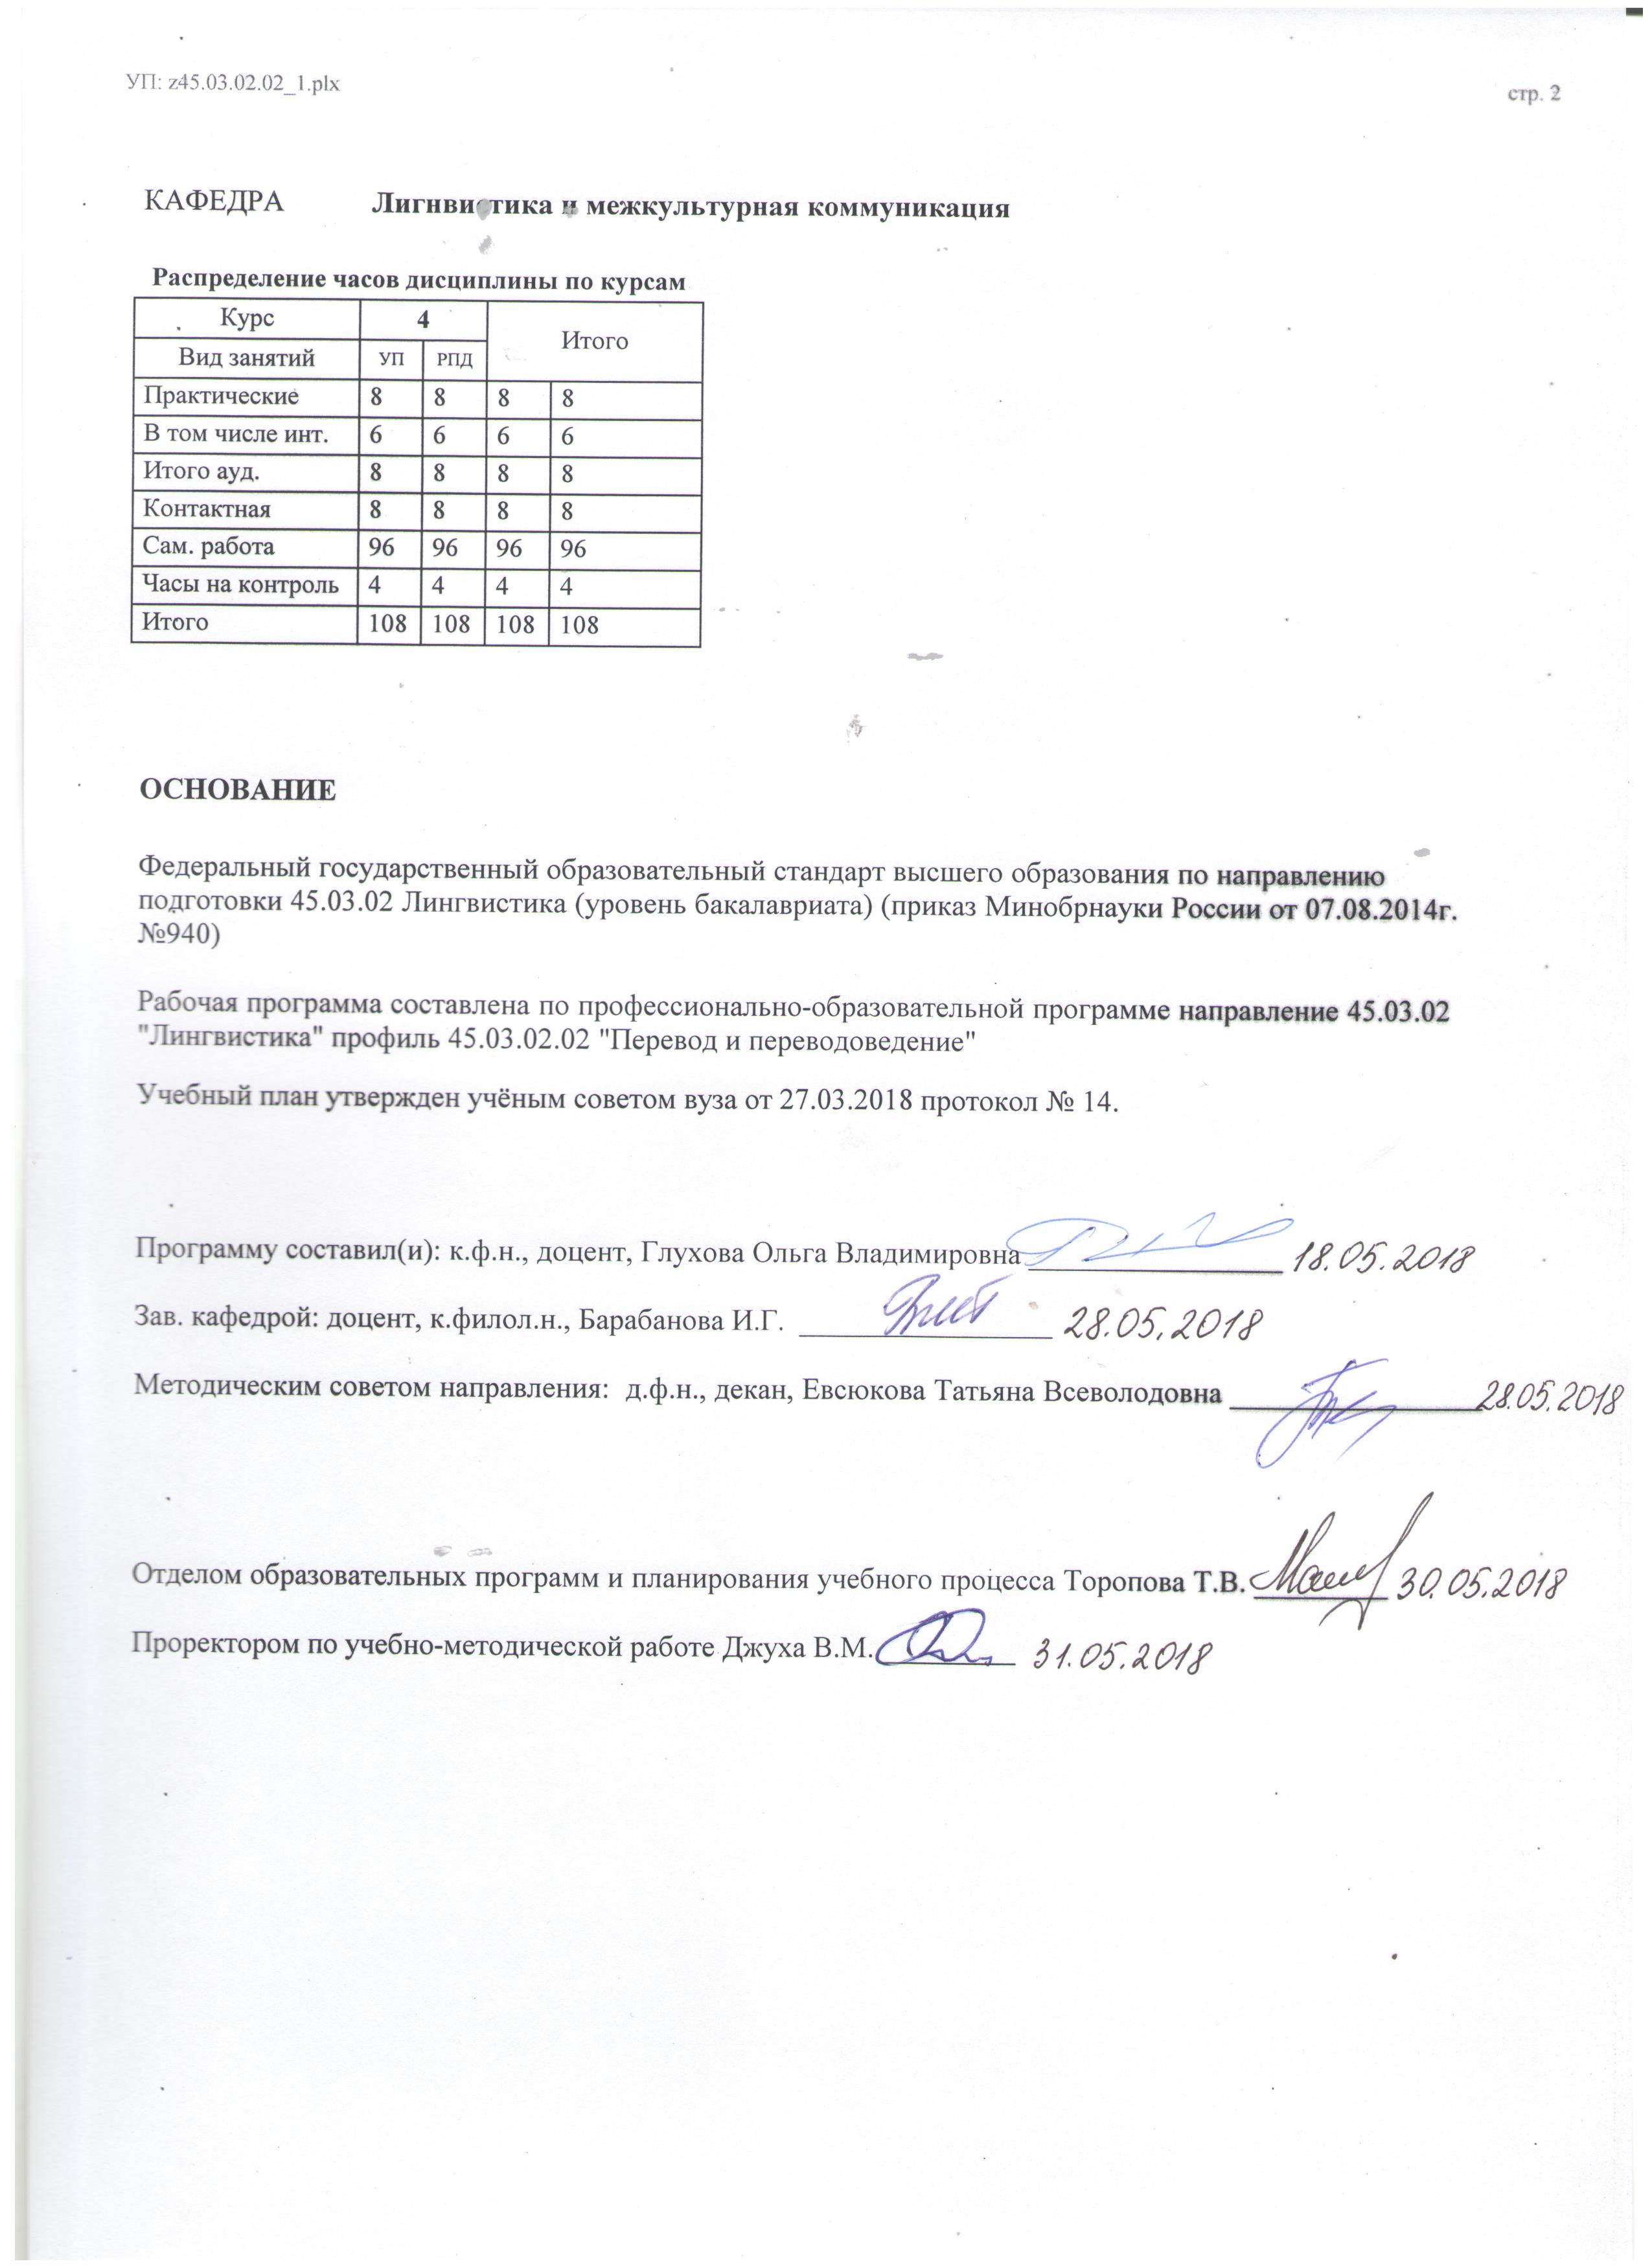 УП: z45.03.02.02_1.plx
стр. 2
КАФЕДРА Лигнвистика и межкультурная коммуникация
Распределение часов дисциплины по курсам
Курс 4 Итого
Вид занятий УП РПД
Практические 8 8 8 8
В том числе инт. 6 6 6 6
Итого ауд. 8 8 8 8
Контактная 8 8 8 8
Сам. работа 96 96 96 96
Часы на контроль 4 4 4 4
Итого 108 108 108 108
ОСНОВАНИЕ
Федеральный государственный образовательный стандарт высшего образования по направлению
подготовки 45.03.02 Лингвистика (уровень бакалавриата) (приказ Минобрнауки России от 07.08.2014г.
№940)
Рабочая программа составлена по профессионально-образовательной программе направление 45.03.02
"Лингвистика" профиль 45.03.02.02 "Перевод и переводоведение"
Учебный план утвержден учёным советом вуза от 27.03.2018 протокол № 14.
Программу составил(и): к.ф.н., доцент, Глухова Ольга Владимировна 18.05.2018
Зав. кафедрой: доцент, к.филол.н., Барабанова И.Г. 28.05.2018
Методическим советом направления: д.ф.н., декан, Евсюкова Татьяна Всеволодовна 28.05.2018
Отделом образовательных программ и планирования учебного процесса Торопова Т.В. 30.05.2018
Проректором по учебно-методической работе Джуха В.М. 31.05.2018